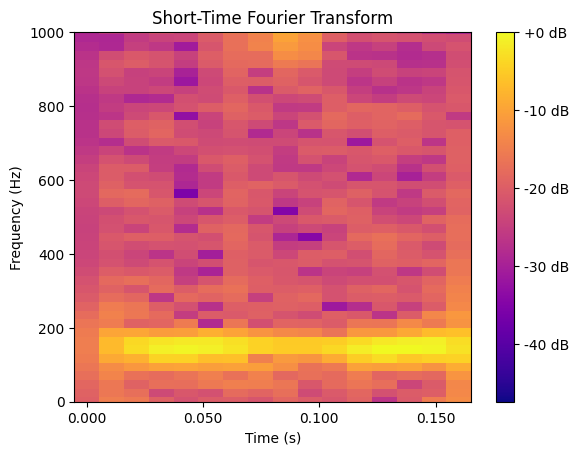 Short-Time Fourier Transform
1000
800
600
400
200
0
Frequency (Hz)
0.000
0.050
0.100
0.150
Time (s)
+0 dB
-10 dB
-20 dB
-30 dB
-40 dB